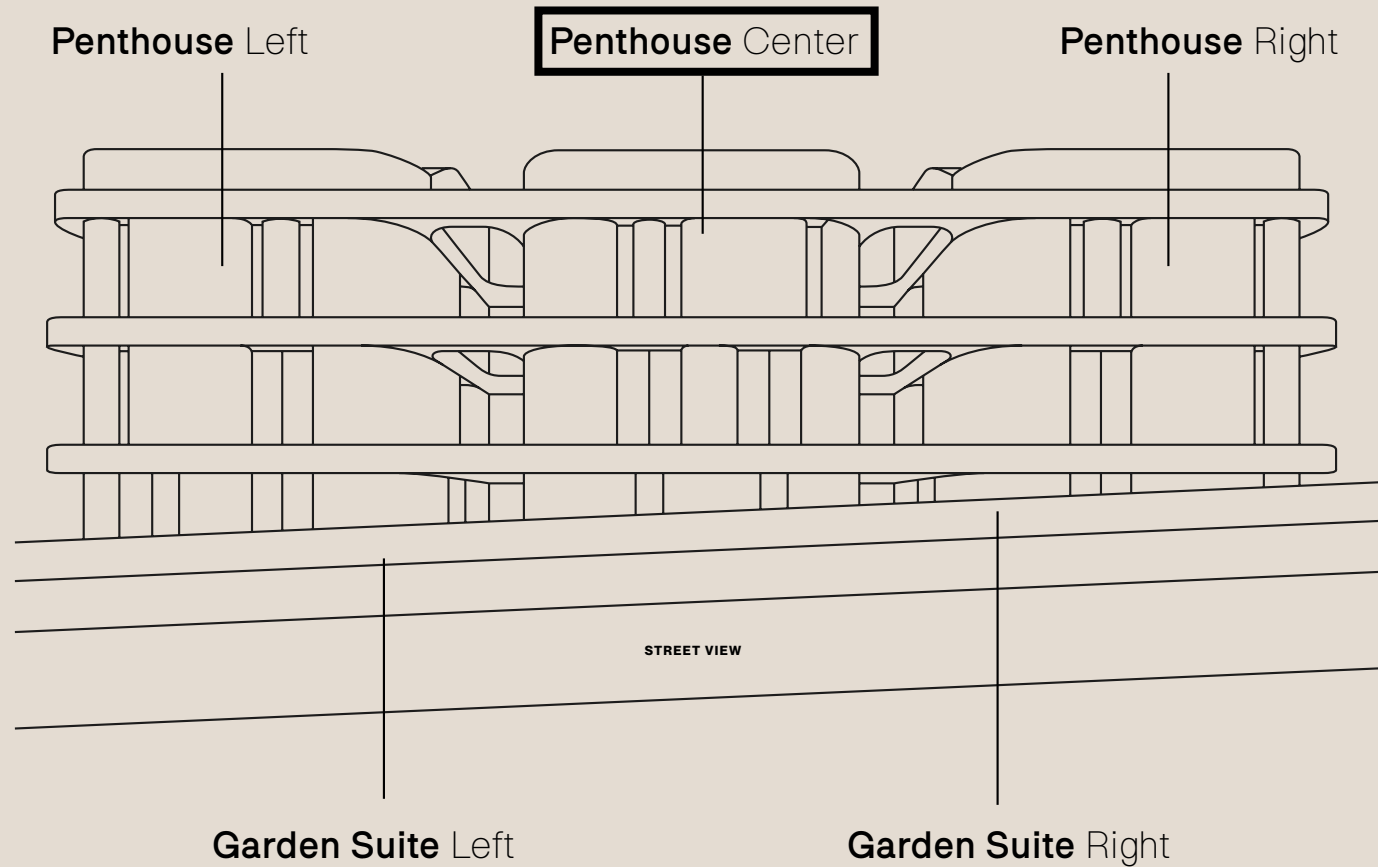 Penthouse Left
Penthouse Center
Penthouse Right
STREET VIEW
Garden Suite Left
Garden Suite Right